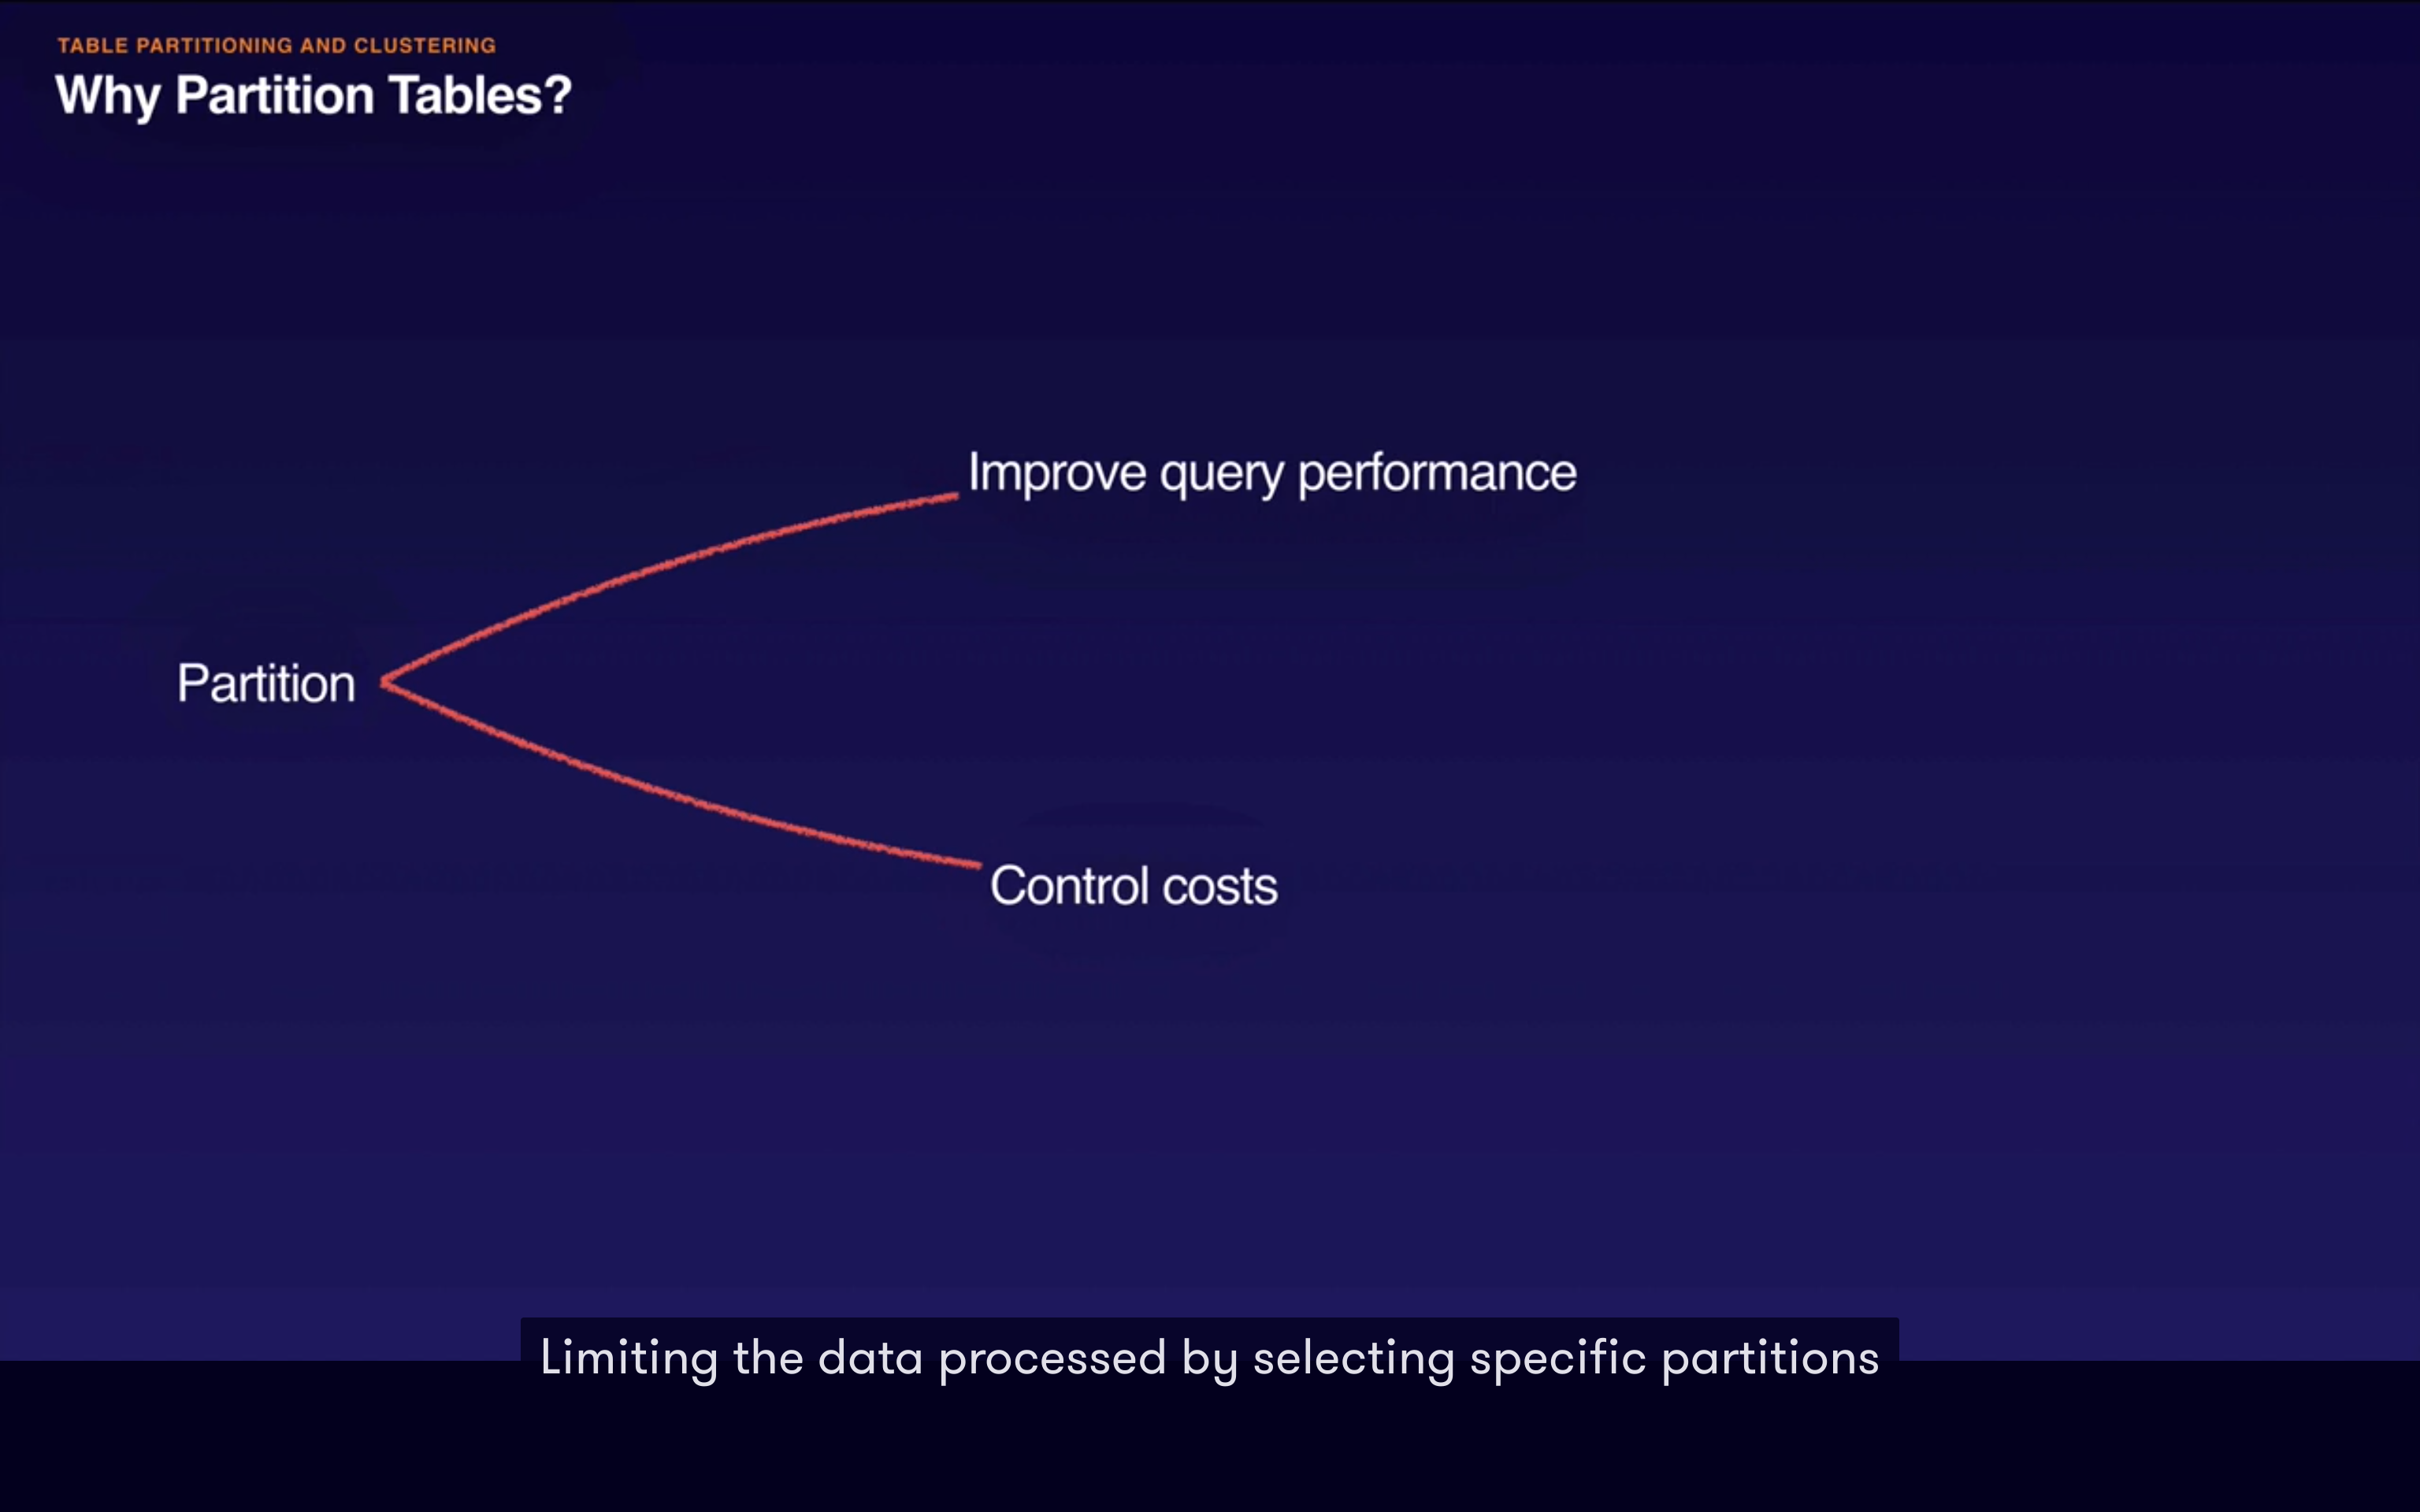 TABLE PARTITIONING AND CLUSTERING
Why Partition Tables?
Improve query performance
Partition
Control costs
Limiting the data processed by selecting specific partitions